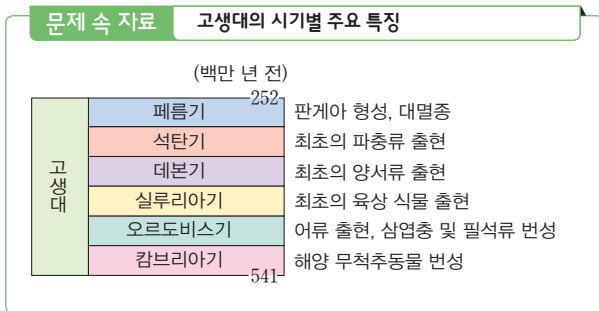 문제 속 자료 고생대의 시기별 주요 특징
(백만 년 전)
252
페름기 판게아 형성, 대멸종
석탄기 최초의 파충류 출현
데본기 최초의 양서류 출현
고생대
실루리아기 최초의 육상 식물 출현
오르도비스기 어류 출현, 삼엽충 및 필석류 번성
캄브리아기 해양 무척추동물 번성
541